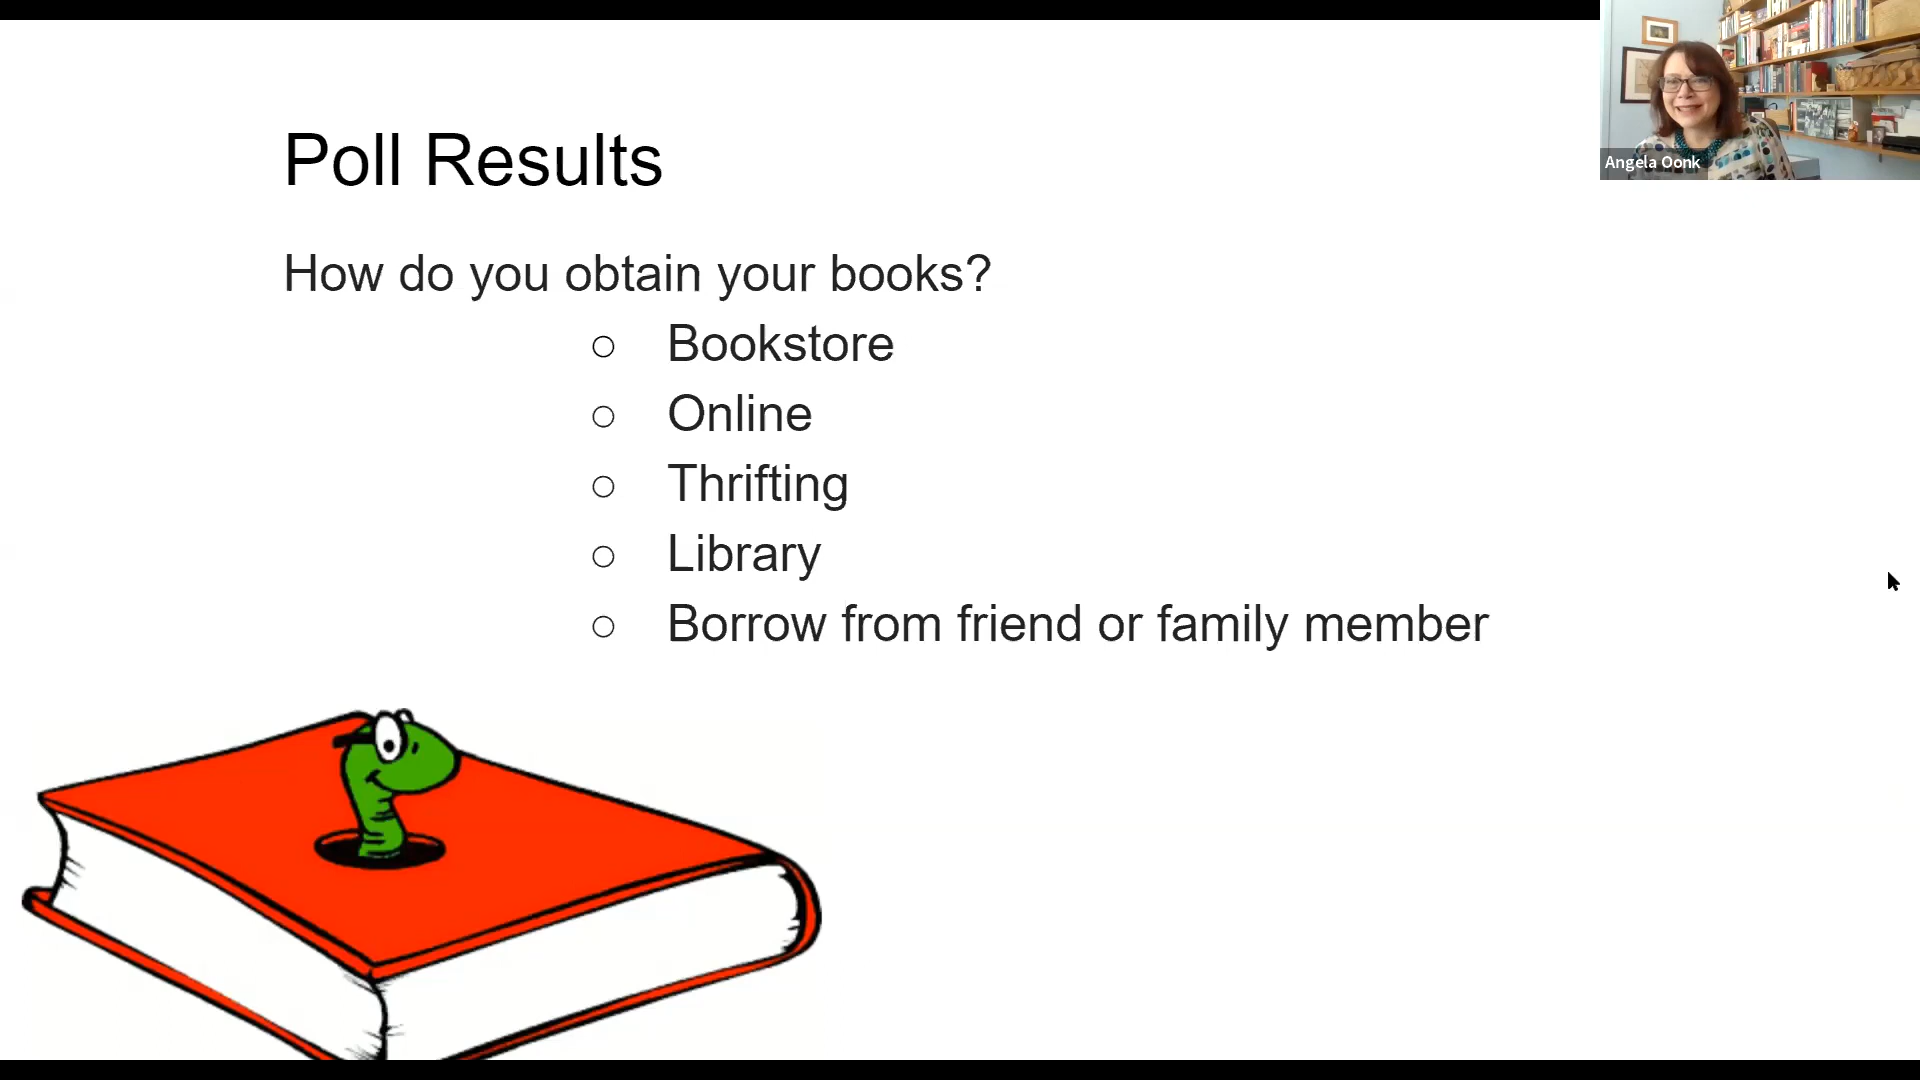 Poll Results
Angela Oonk
How do you obtain your books?
Bookstore
Online
Thrifting
Library
Borrow from friend or family member